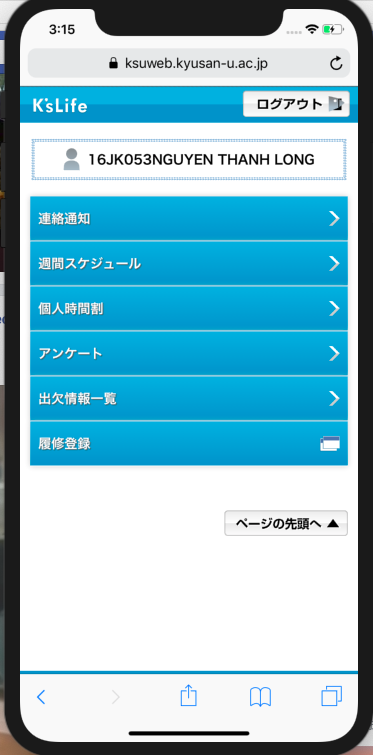 3:15
ksuweb.kyusan-u.ac.jp
K'sLife
ログアウト
16JK053NGUYEN THANH LONG
連絡通知
週間スケジュール
個人時間割
アンケート
出欠情報一覧
履修登録
ページの先頭へ ▲